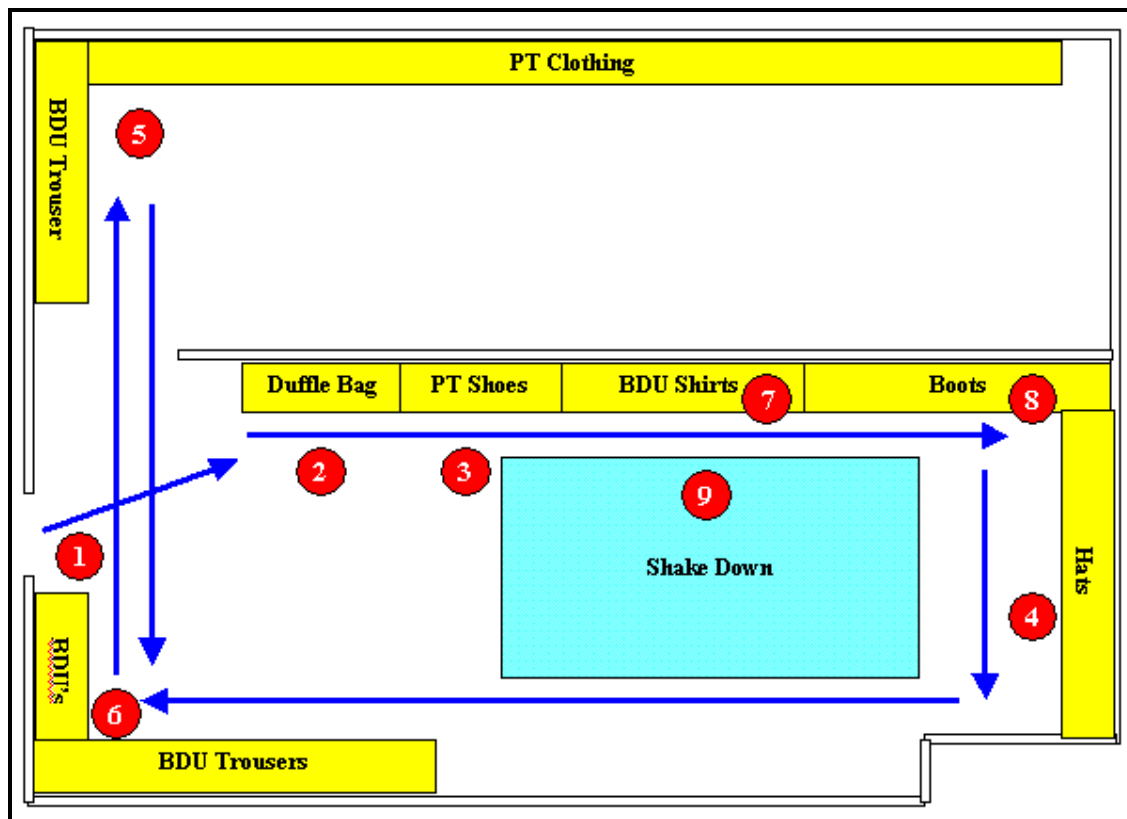 PT Clothing
BDU Trouser
5
Duffle Bag
PT Shoes
BDU Shirts
Boots
7
8
2
3
9
1
Shake Down
Hats
4
BDU's
6
BDU Trousers